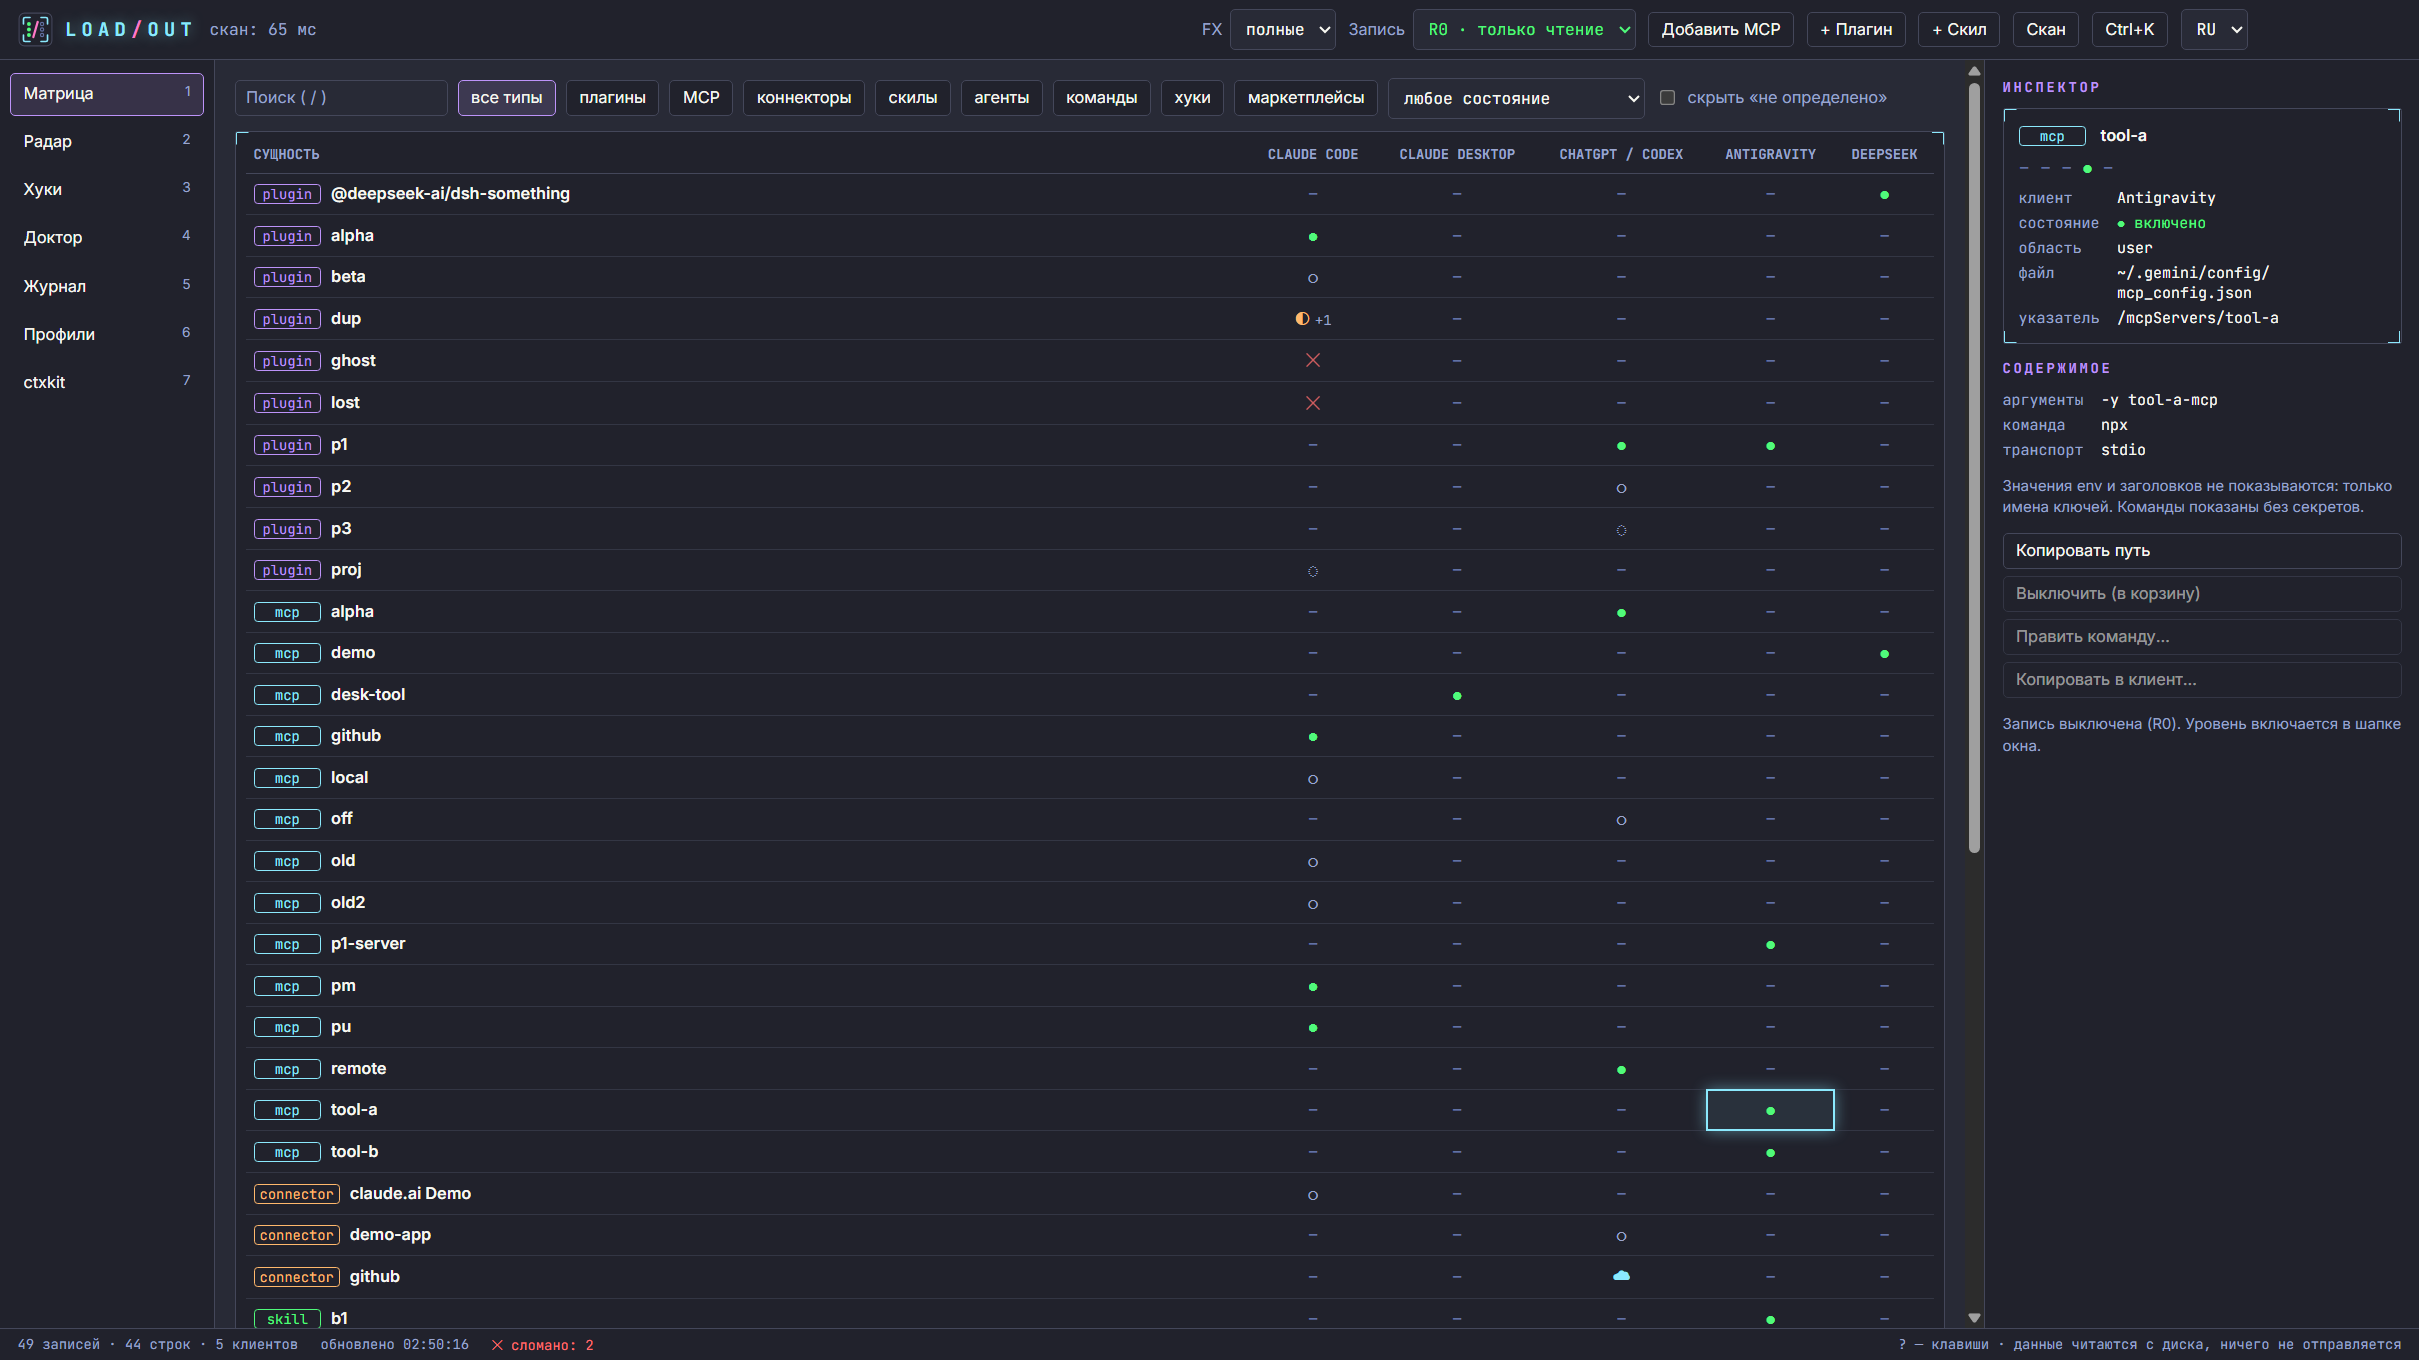 LOAD/OUT скан: 65 мс FX полные Запись R0 · только чтение Добавить MCP + Плагин + Скил Скан Ctrl+K RU
Матрица 1
Радар 2
Хуки 3
Доктор 4
Журнал 5
Профили 6
ctxkit 7
Поиск ( / ) все типы плагины MCP коннекторы скилы агенты команды хуки маркетплейсы любое состояние скрыть «не определено»
СУЩНОСТЬ CLAUDE CODE CLAUDE DESKTOP CHATGPT / CODEX ANTIGRAVITY DEEPSEEK
plugin @deepseek-ai/dsh-something – – – – ●
plugin alpha ● – – – –
plugin beta ○ – – – –
plugin dup ◐ +1 – – – –
plugin ghost ✕ – – – –
plugin lost ✕ – – – –
plugin p1 – – ● ● –
plugin p2 – – ○ – –
plugin p3 – – ◌ – –
plugin proj ◌ – – – –
mcp alpha – – ● – –
mcp demo – – – – ●
mcp desk-tool – ● – – –
mcp github ● – – – –
mcp local ○ – – – –
mcp off – – ○ – –
mcp old ○ – – – –
mcp old2 ○ – – – –
mcp p1-server – – – ● –
mcp pm ● – – – –
mcp pu ● – – – –
mcp remote – – ● – –
mcp tool-a – – – ● –
mcp tool-b – – – ● –
connector claude.ai Demo ○ – – – –
connector demo-app – – ○ – –
connector github – – ☁ – –
skill b1 – – – ● –
ИНСПЕКТОР
mcp tool-a
– – – ● –
клиент Antigravity
состояние ● включено
область user
файл ~/.gemini/config/
mcp_config.json
указатель /mcpServers/tool-a
СОДЕРЖИМОЕ
аргументы -y tool-a-mcp
команда npx
транспорт stdio
Значения env и заголовков не показываются: только
имена ключей. Команды показаны без секретов.
Копировать путь
Выключить (в корзину)
Править команду...
Копировать в клиент...
Запись выключена (R0). Уровень включается в шапке
окна.
49 записей · 44 строк · 5 клиентов обновлено 02:50:16 ✕ сломано: 2 ? — клавиши · данные читаются с диска, ничего не отправляется